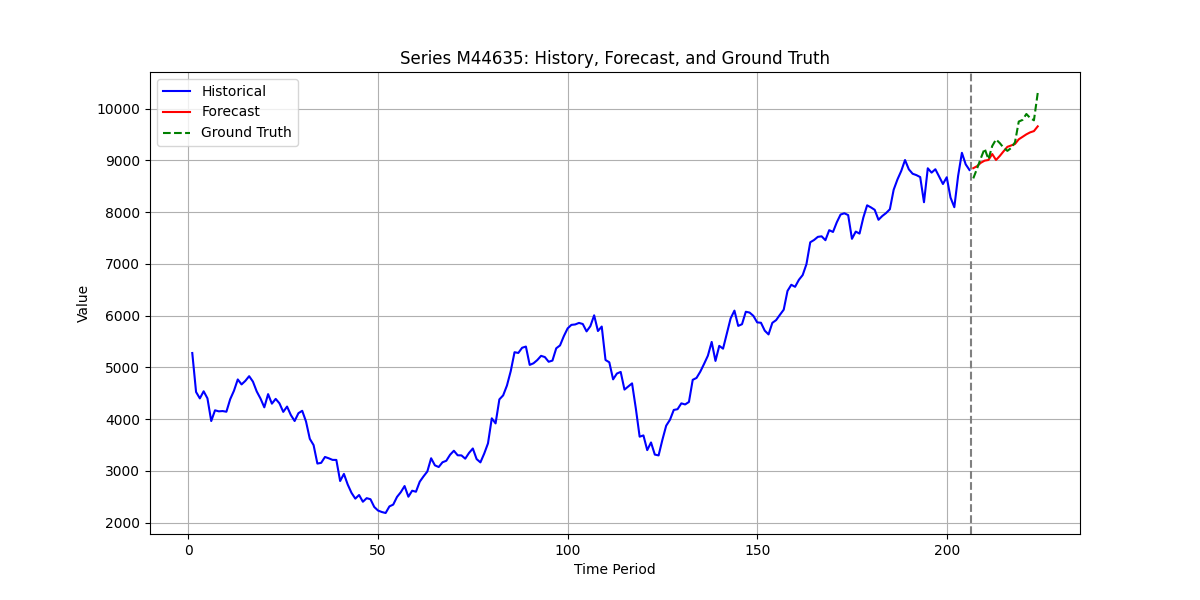 Series M44635: History, Forecast, and Ground Truth
Historical
Forecast
Ground Truth
10000
9000
8000
7000
6000
5000
4000
3000
2000
Value
0
50
100
150
200
Time Period